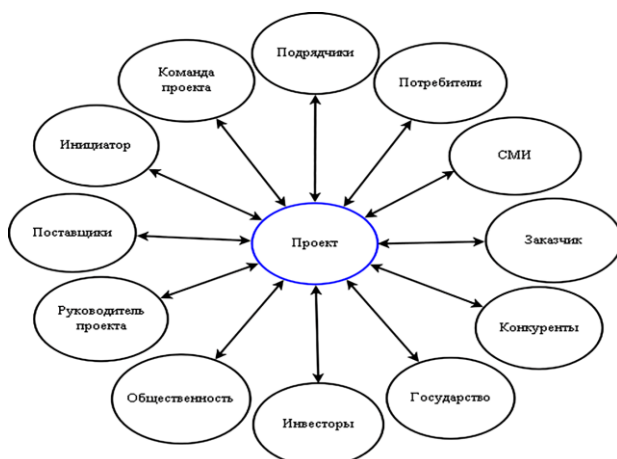 Подрядчики
Команда
проекта
Потребители
Инициатор
СМИ
Поставщики
Проект
Заказчик
Руководитель
проекта
Конкуренты
Общественность
Государство
Инвесторы